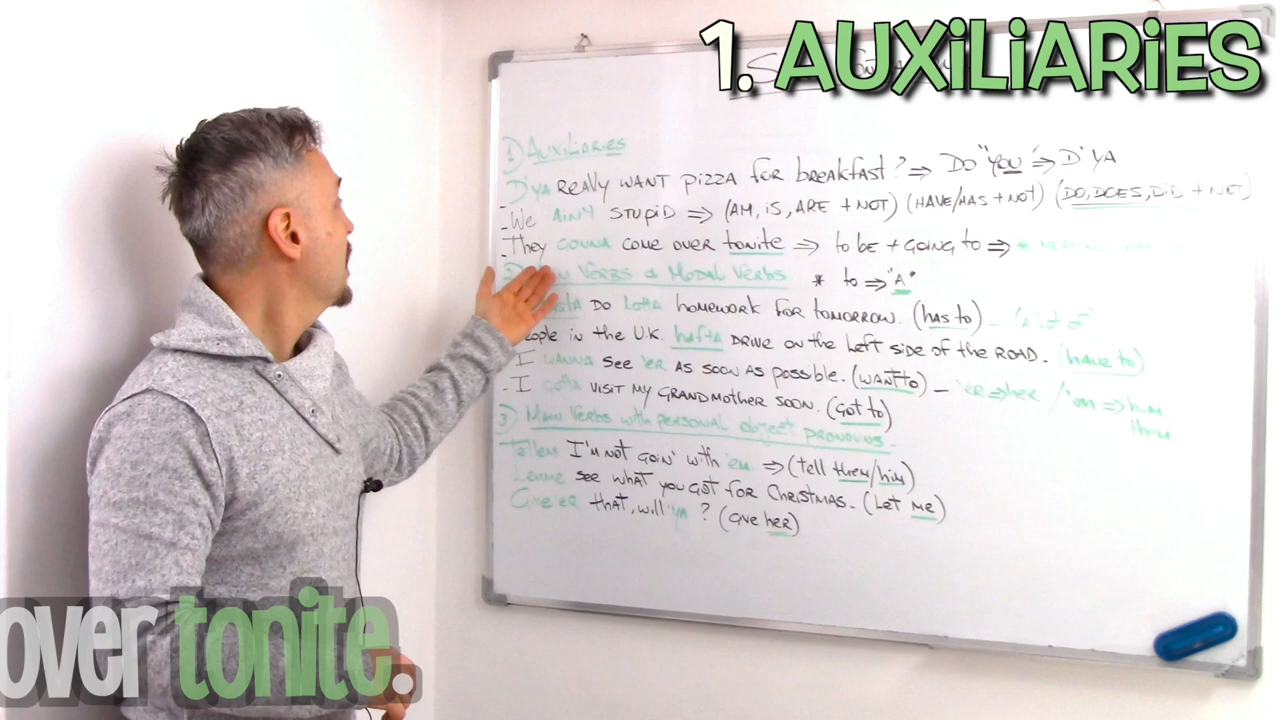 1. AUXiLiARiES
1) AUXILIARIES
D'YA REALLY WANT PIZZA FOR BREAKFAST? ⇒ DO "YOU" ⇒ D'YA
- We AIN'T STUPID ⇒ (AM, IS, ARE + NOT) (HAVE/HAS + NOT) (DO, DOES, DID + NOT)
- They GONNA COME OVER tonite ⇒ to be + GOING to ⇒
VERBS & MODAL VERBS * to ⇒ "A"
DO LOTTA HOMEWORK FOR TOMORROW. (HAS to) - (A lot of
IN the U.K. HAFTA DRIVE ON the Left side of the ROAD. (HAVE to)
- I WANNA SEE 'ER AS SOON AS POSSIBLE. (WANT to) - 'ER ⇒ HER / 'em ⇒ him
them
- I GOTTA VISIT MY GRANDMOTHER SOON. (GOT to)
3) MAIN VERBS with PERSONAL object PRONOUNS.
Tellem I'M NOT GOIN' with 'em ⇒ (tell them/him)
Lemme SEE WHAT YOU GOT FOR CHRISTMAS. (Let ME)
Give'er that, will 'YA? (GIVE HER)
over tonite.